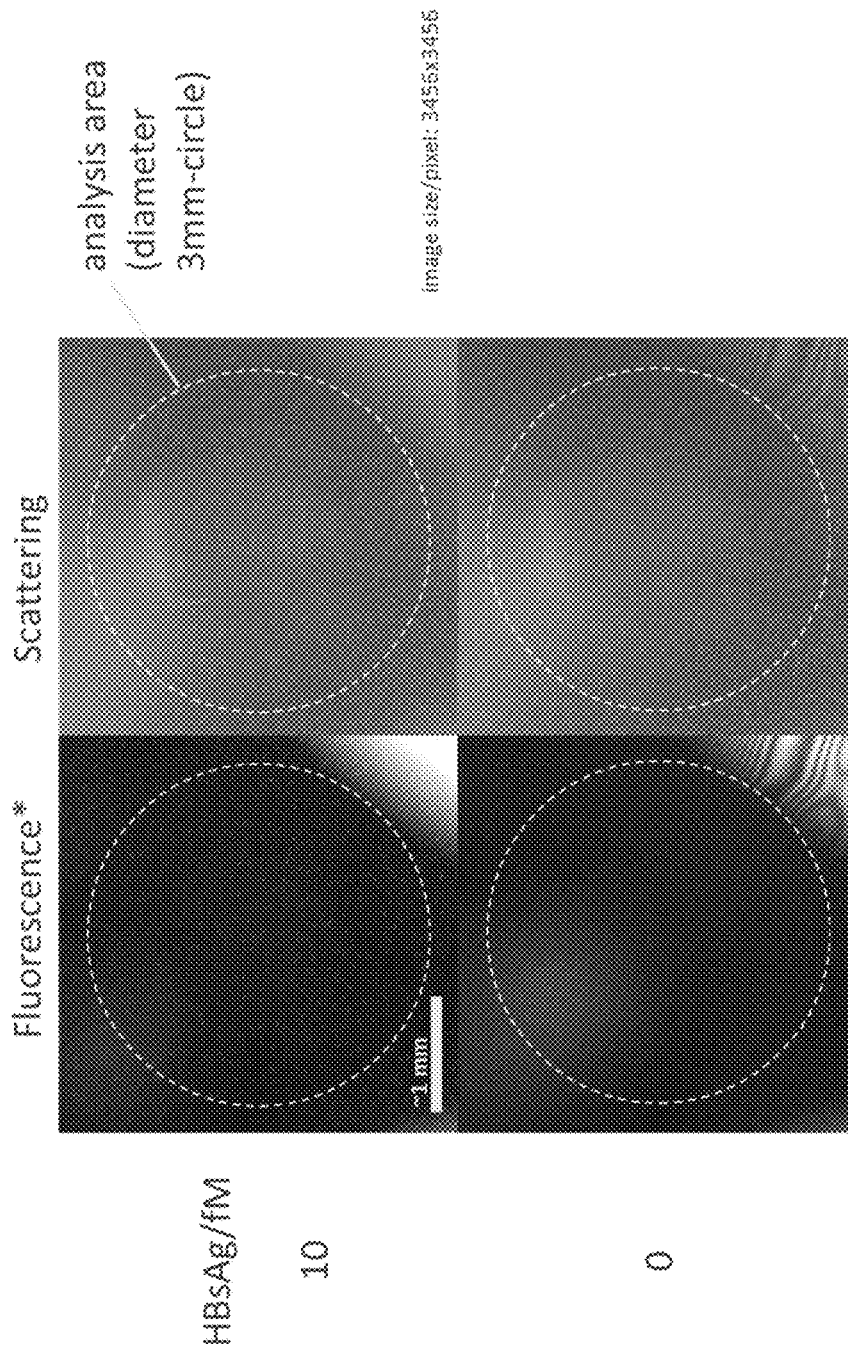 Fluorescence*
Scattering
HBsAg/fM
10
0
~1 mm
analysis area
(diameter
3mm-circle)
image size/pixel: 3456x3456